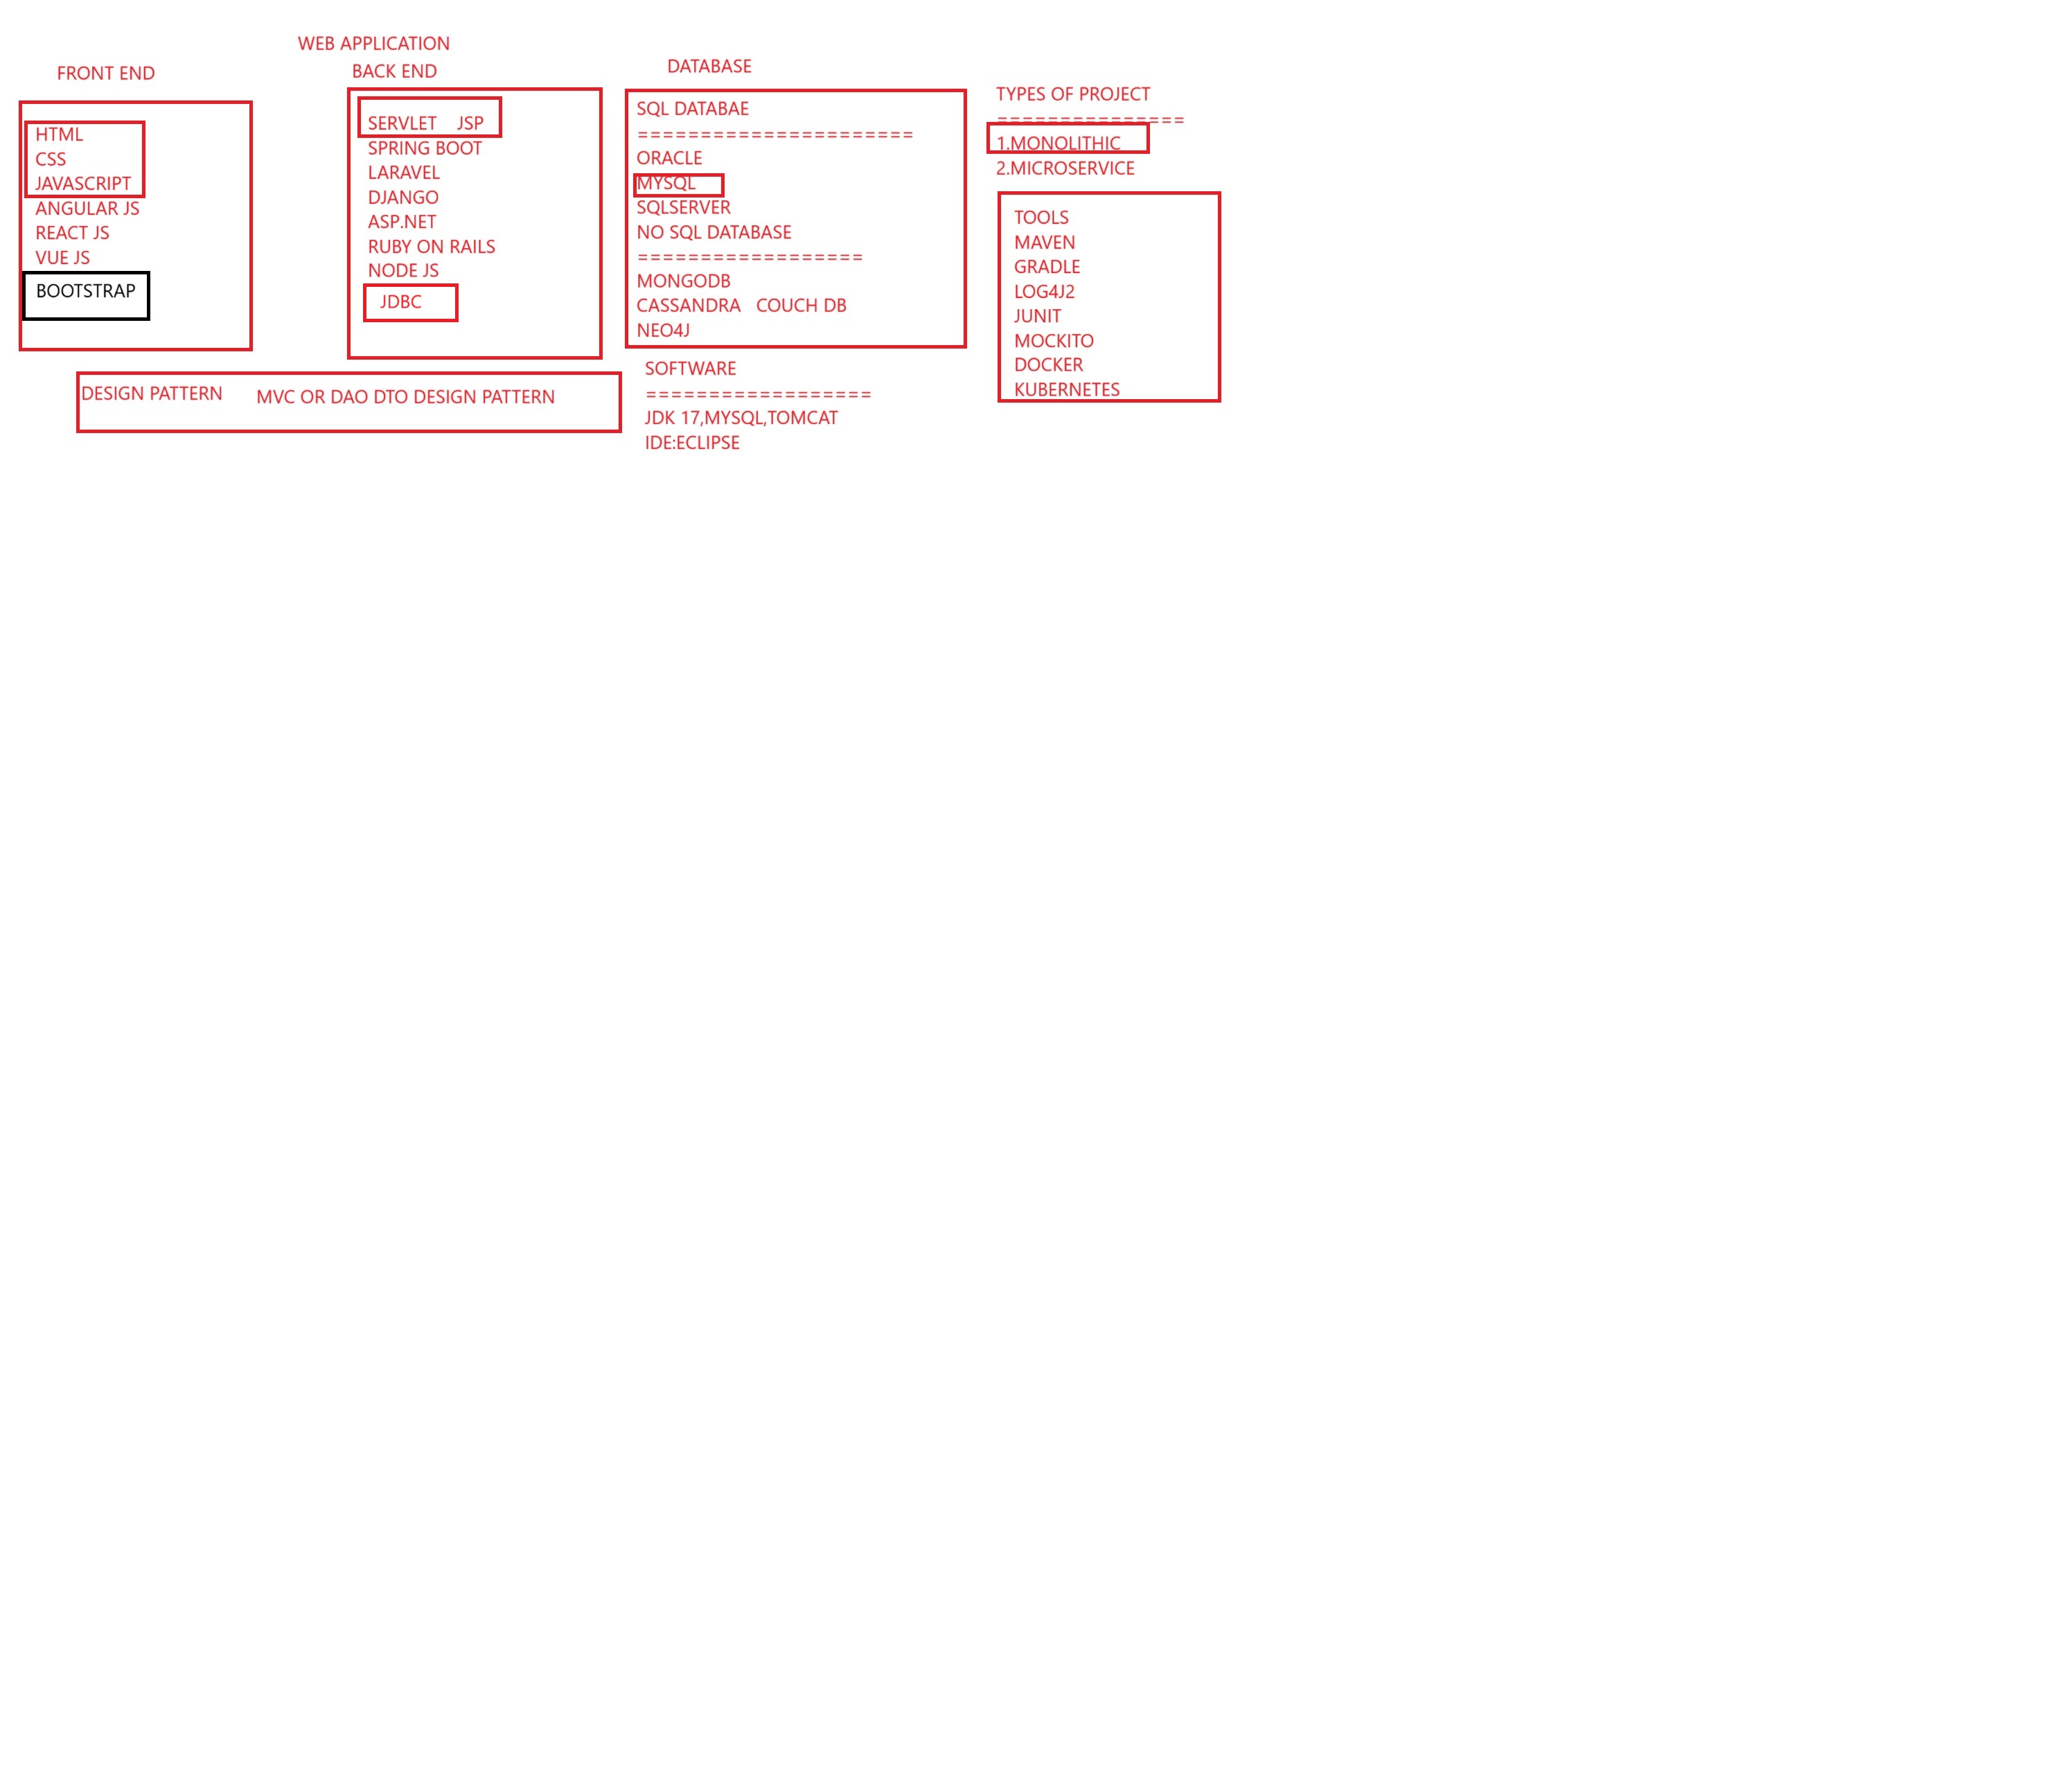 WEB APPLICATION
FRONT END
HTML
CSS
JAVASCRIPT
ANGULAR JS
REACT JS
VUE JS
BOOTSTRAP
BACK END
SERVLET JSP
SPRING BOOT
LARAVEL
DJANGO
ASP.NET
RUBY ON RAILS
NODE JS
JDBC
DATABASE
SQL DATABAE
======================
ORACLE
MYSQL
SQLSERVER
NO SQL DATABASE
==================
MONGODB
CASSANDRA COUCH DB
NEO4J
TYPES OF PROJECT
===============
1.MONOLITHIC
2.MICROSERVICE
TOOLS
MAVEN
GRADLE
LOG4J2
JUNIT
MOCKITO
DOCKER
KUBERNETES
DESIGN PATTERN MVC OR DAO DTO DESIGN PATTERN
SOFTWARE
==================
JDK 17,MYSQL,TOMCAT
IDE:ECLIPSE